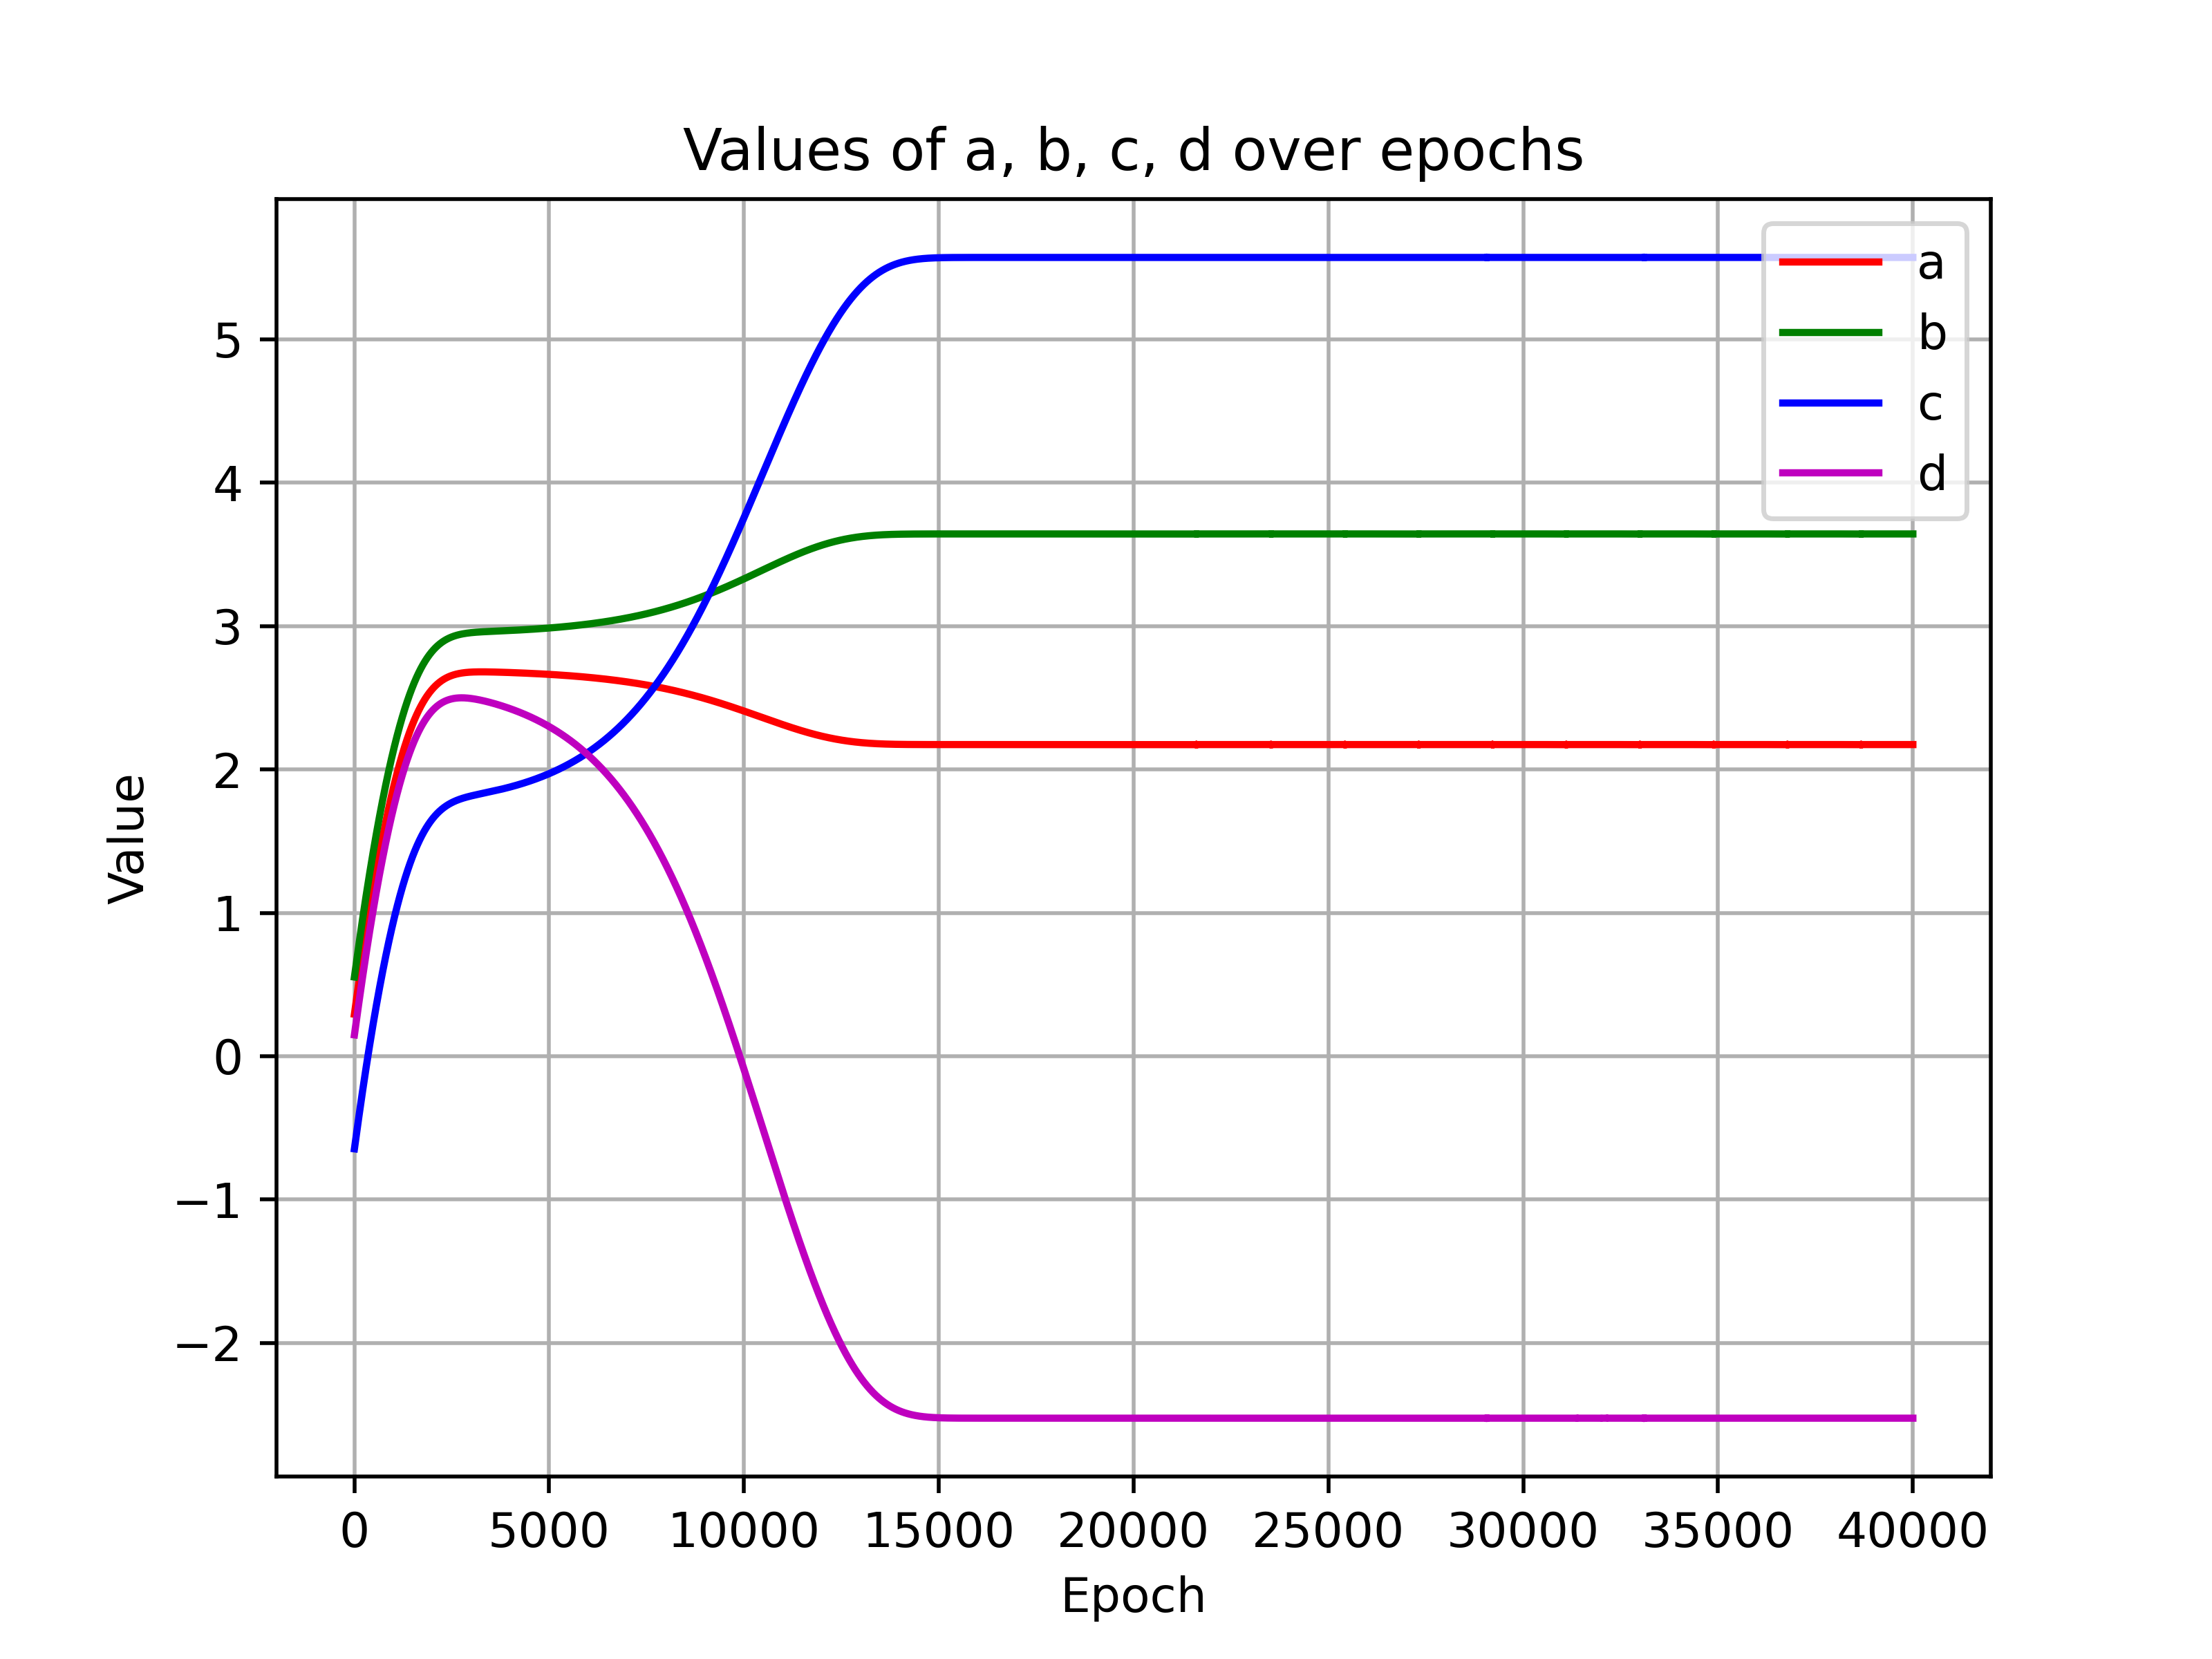 Values of a, b, c, d over epochs
a
b
c
d
5
4
3
2
1
0
−1
−2
Value
0 5000 10000 15000 20000 25000 30000 35000 40000
Epoch